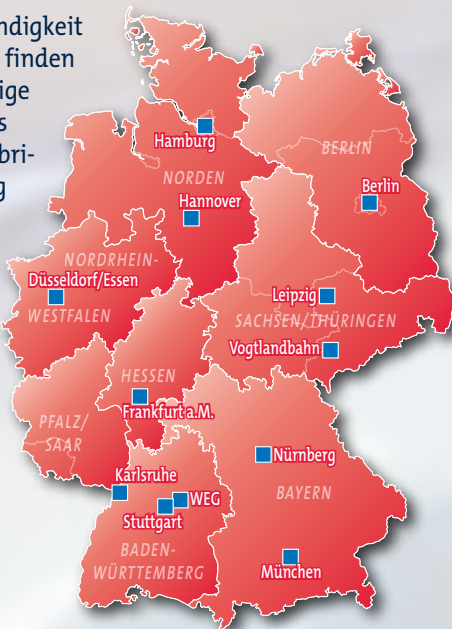 ndigkeit
finden
ige
s
bri-
g
Hamburg
BERLIN
NORDEN
Berlin
Hannover
NORDRHEIN-
WESTFALEN
Düsseldorf/Essen
Leipzig
SACHSEN/THÜRINGEN
Vogtlandbahn
HESSEN
Frankfurt a.M.
PFALZ/
SAAR
Nürnberg
Karlsruhe
WEG
BAYERN
Stuttgart
BADEN-
WÜRTTEMBERG
München